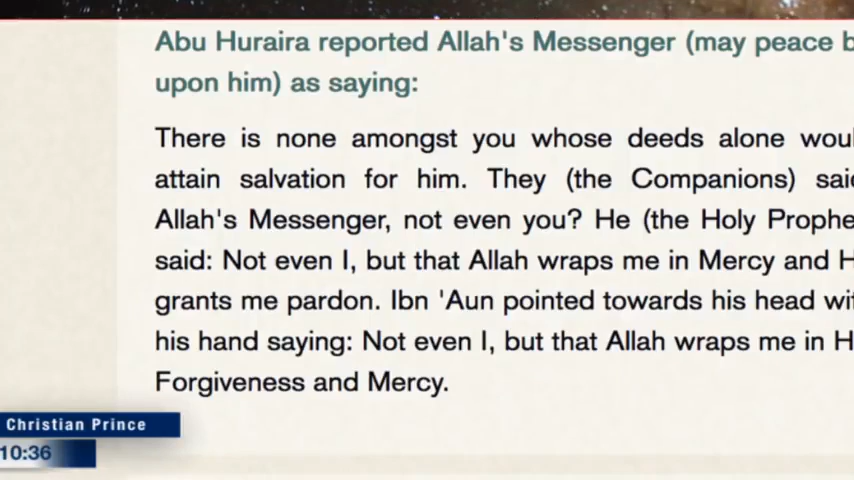 Abu Huraira reported Allah's Messenger (may peace b
upon him) as saying:
There is none amongst you whose deeds alone woul
attain salvation for him. They (the Companions) said
Allah's Messenger, not even you? He (the Holy Prophe
said: Not even I, but that Allah wraps me in Mercy and H
grants me pardon. Ibn 'Aun pointed towards his head wit
his hand saying: Not even I, but that Allah wraps me in H
Forgiveness and Mercy.
Christian Prince
10:36